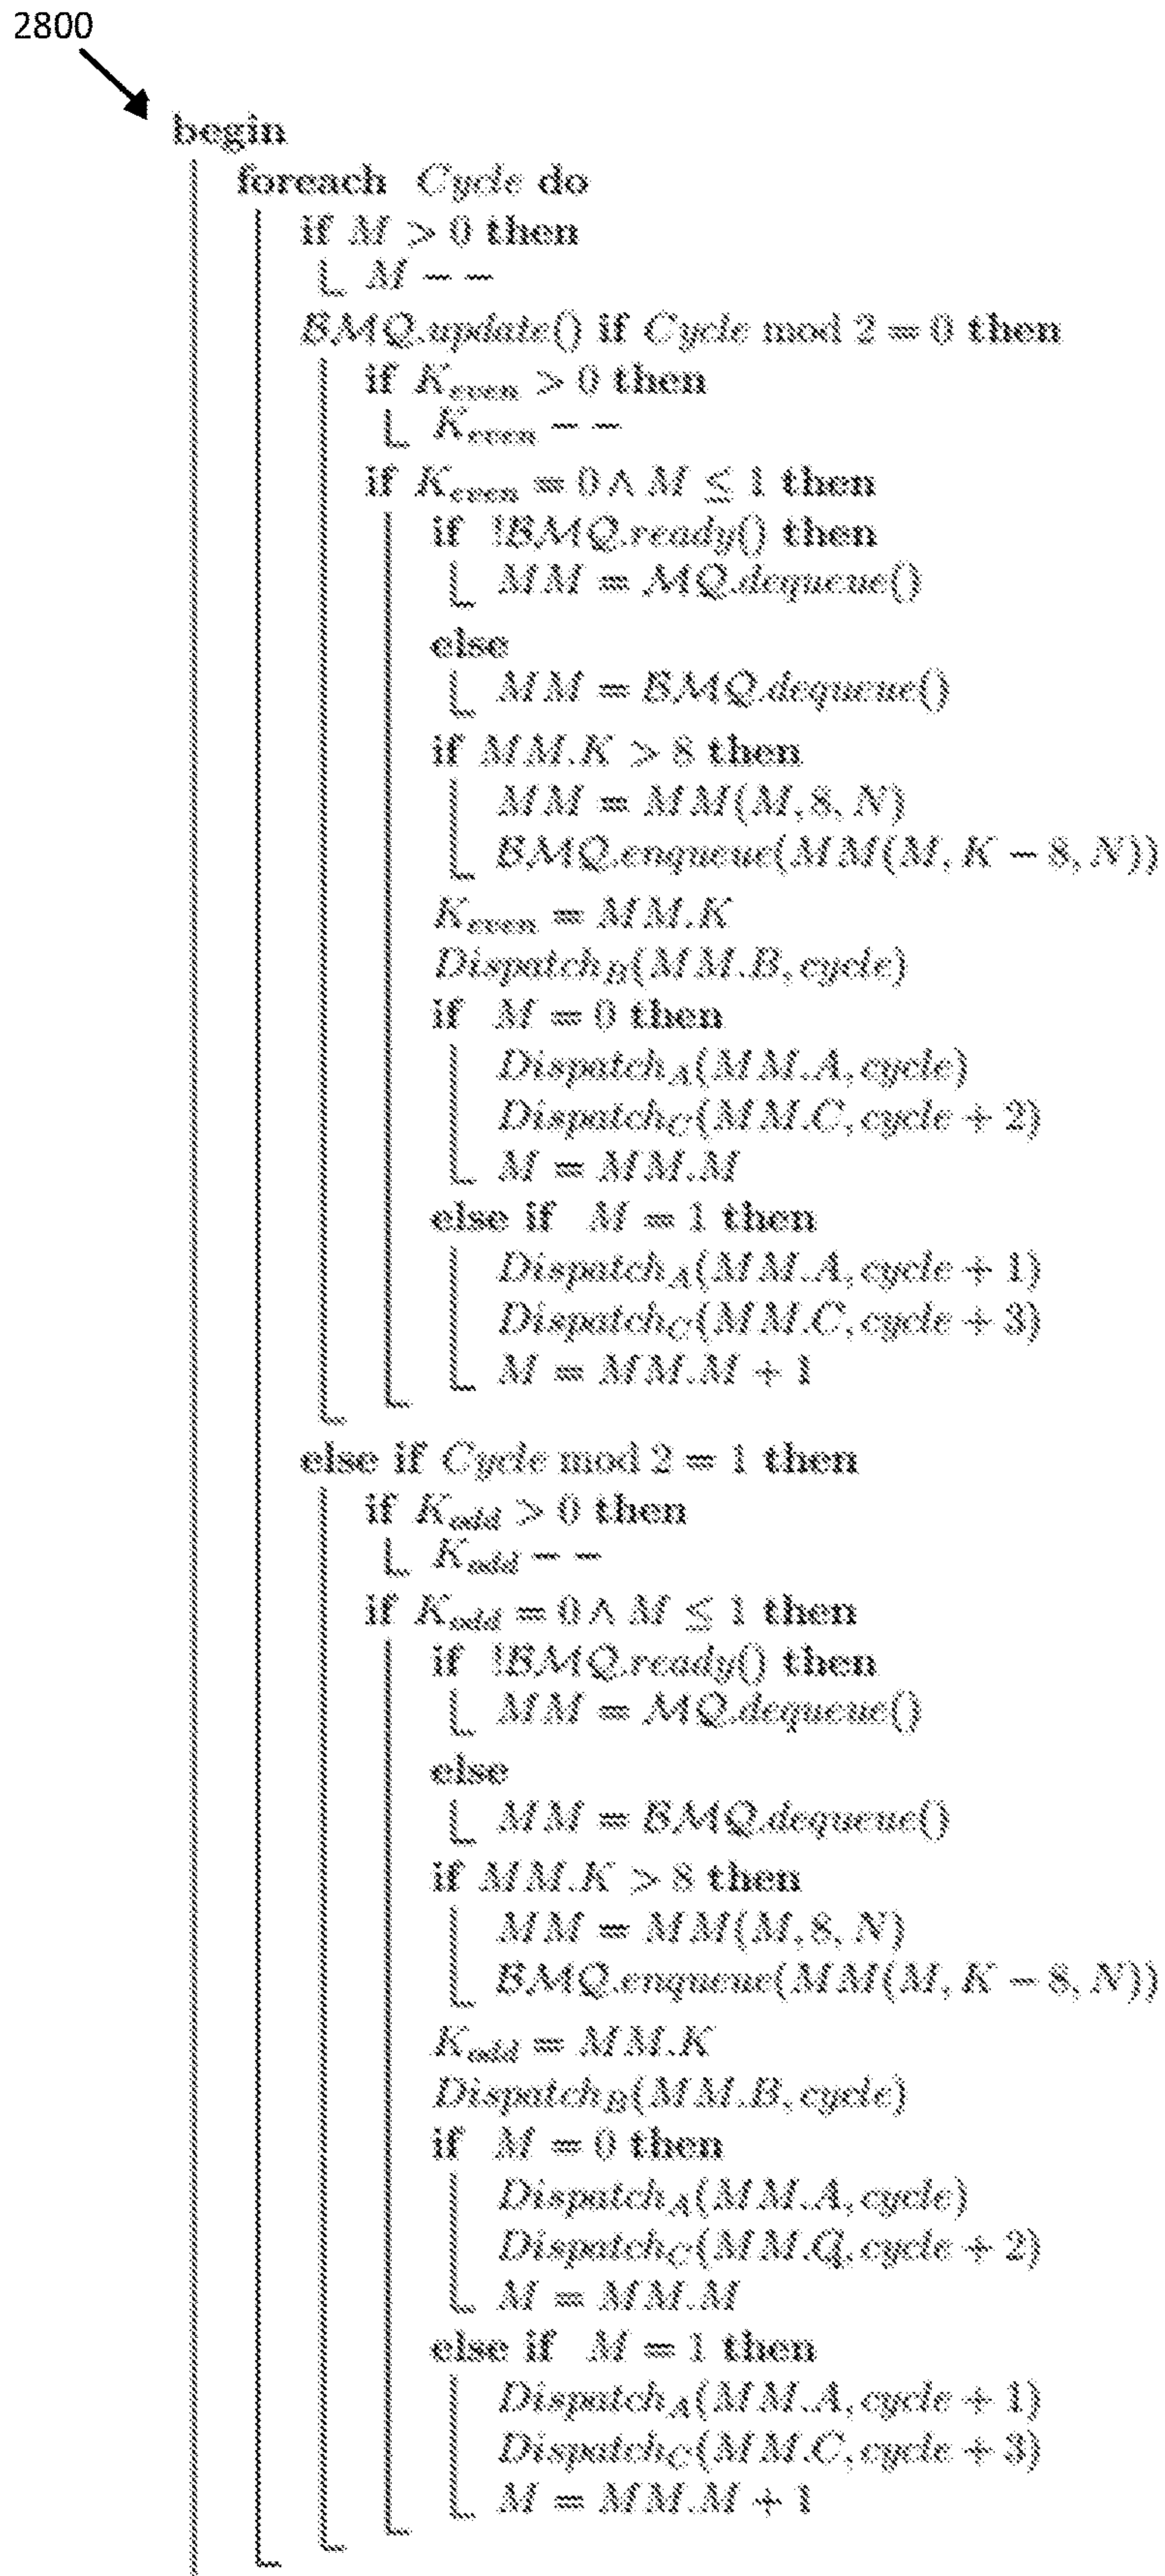 2800
begin
foreach Cycle do
if M > 0 then
M − −
BMQ.update() if Cycle mod 2 = 0 then
if K_even > 0 then
K_even − −
if K_even = 0 ∧ M ≤ 1 then
if !BMQ.ready() then
MM = MQ.dequeue()
else
MM = BMQ.dequeue()
if MM.K > 8 then
MM = MM(M, 8, N)
BMQ.enqueue(MM(M, K − 8, N))
K_even = MM.K
Dispatch_B(MM.B, cycle)
if M = 0 then
Dispatch_A(MM.A, cycle)
Dispatch_C(MM.C, cycle + 2)
M = MM.M
else if M = 1 then
Dispatch_A(MM.A, cycle + 1)
Dispatch_C(MM.C, cycle + 3)
M = MM.M + 1
else if Cycle mod 2 = 1 then
if K_odd > 0 then
K_odd − −
if K_odd = 0 ∧ M ≤ 1 then
if !BMQ.ready() then
MM = MQ.dequeue()
else
MM = BMQ.dequeue()
if MM.K > 8 then
MM = MM(M, 8, N)
BMQ.enqueue(MM(M, K − 8, N))
K_odd = MM.K
Dispatch_B(MM.B, cycle)
if M = 0 then
Dispatch_A(MM.A, cycle)
Dispatch_C(MM.C, cycle + 2)
M = MM.M
else if M = 1 then
Dispatch_A(MM.A, cycle + 1)
Dispatch_C(MM.C, cycle + 3)
M = MM.M + 1